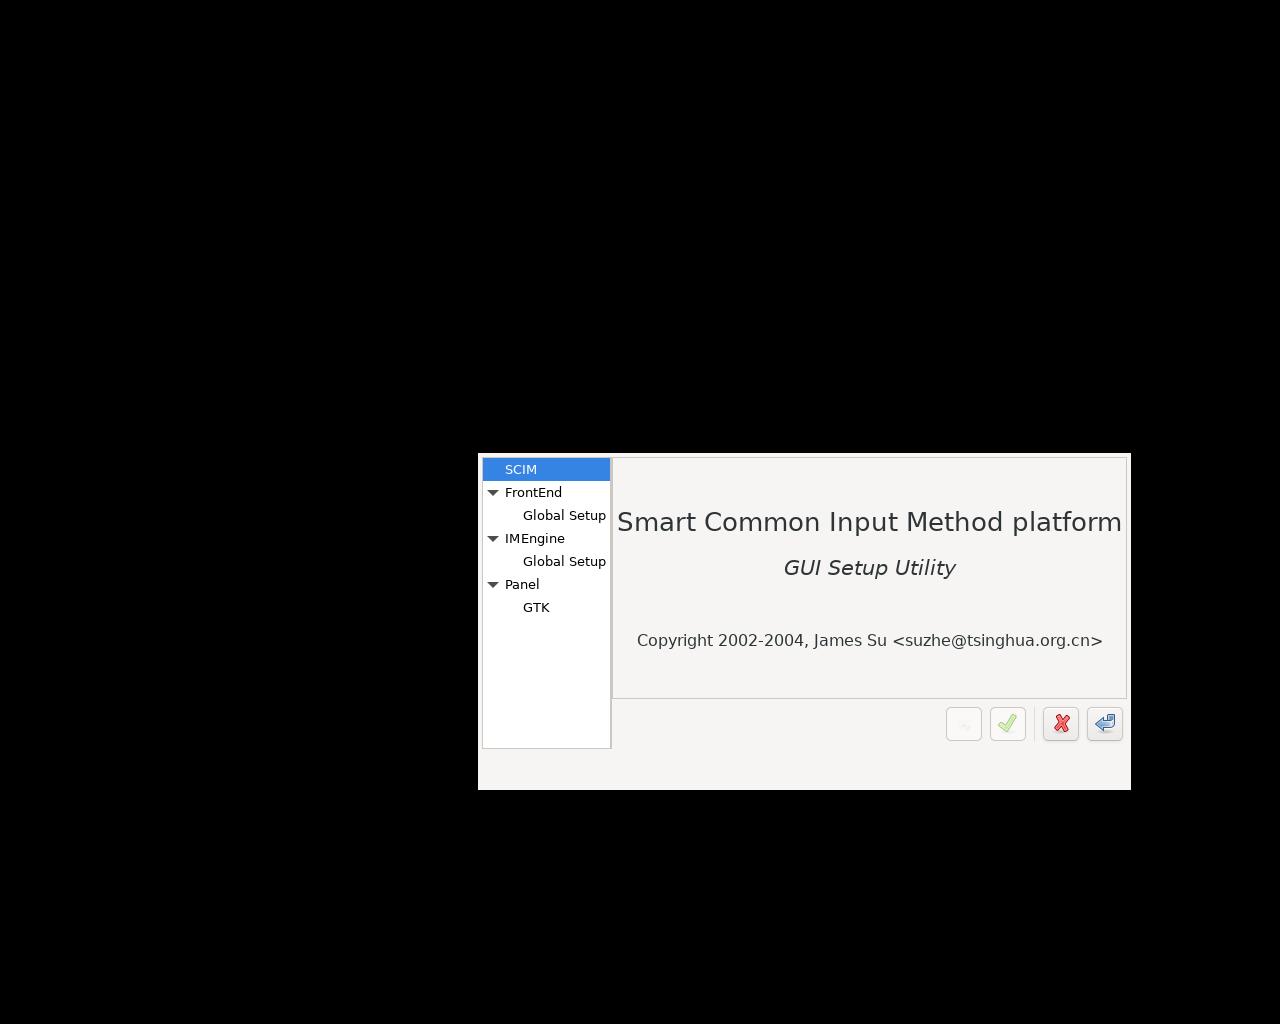 SCIM
FrontEnd
Global Setup
IMEngine
Global Setup
Panel
GTK
Smart Common Input Method platform
GUI Setup Utility
Copyright 2002-2004, James Su <suzhe@tsinghua.org.cn>